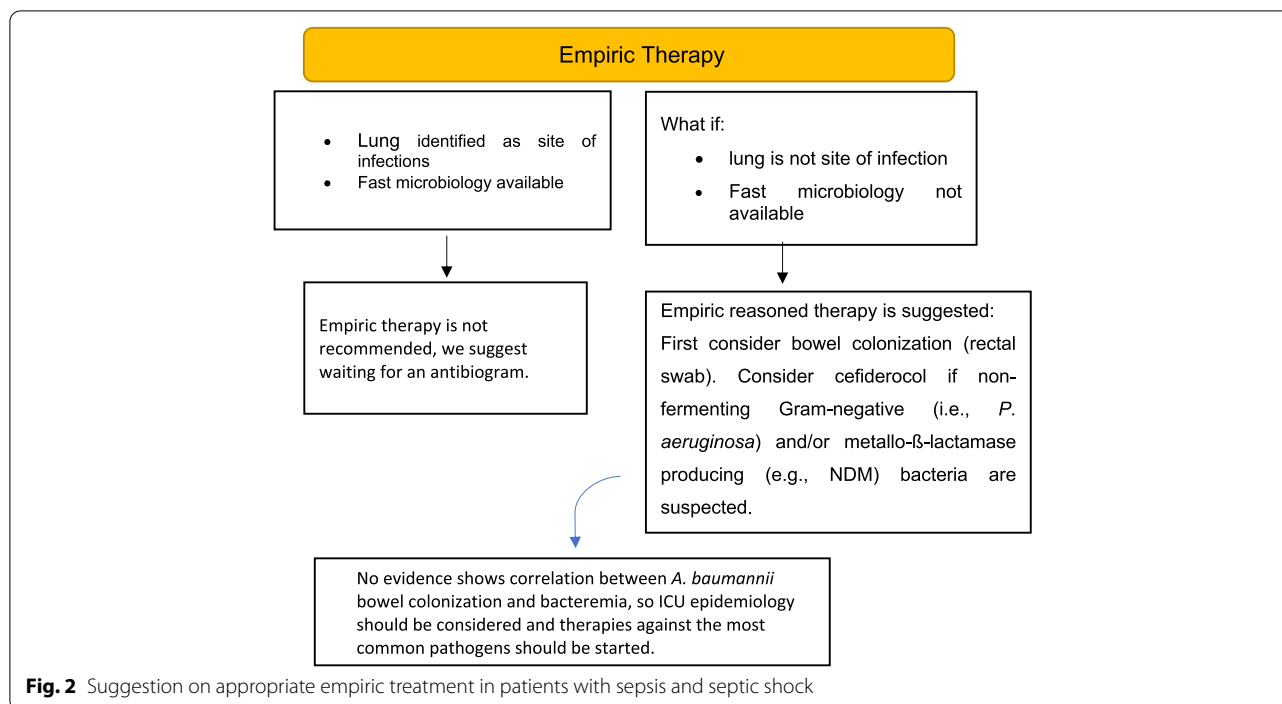 Empiric Therapy
• Lung identified as site of
infections
• Fast microbiology available
What if:
• lung is not site of infection
• Fast microbiology not
available
Empiric therapy is not
recommended, we suggest
waiting for an antibiogram.
Empiric reasoned therapy is suggested:
First consider bowel colonization (rectal
swab). Consider cefiderocol if non-
fermenting Gram-negative (i.e., P.
aeruginosa) and/or metallo-ß-lactamase
producing (e.g., NDM) bacteria are
suspected.
No evidence shows correlation between A. baumannii
bowel colonization and bacteremia, so ICU epidemiology
should be considered and therapies against the most
common pathogens should be started.
Fig. 2 Suggestion on appropriate empiric treatment in patients with sepsis and septic shock